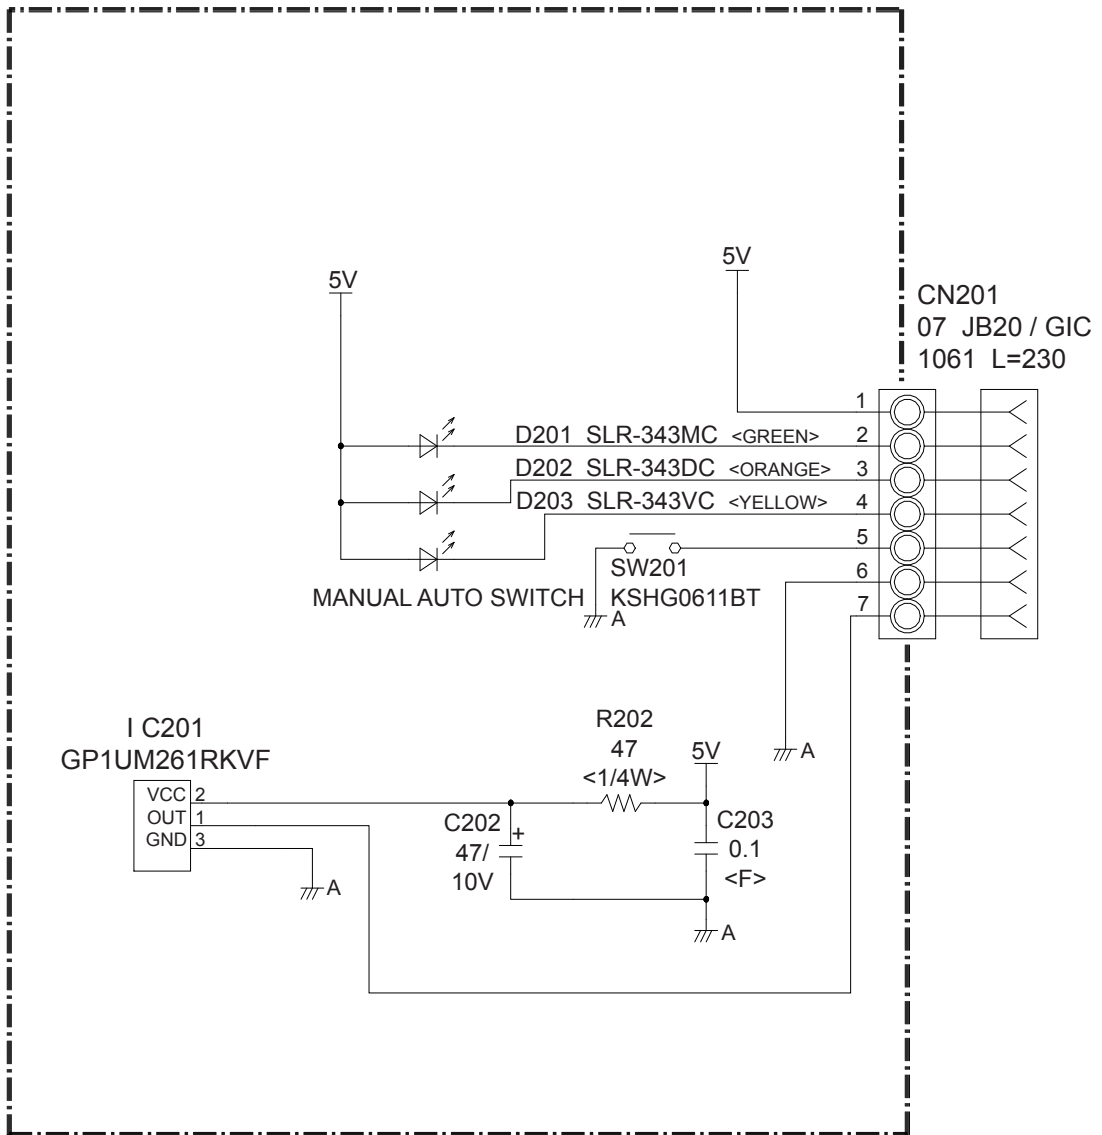 5V
5V
CN201
07 JB20 / GIC
1061 L=230
1
D201 SLR-343MC <GREEN> 2
D202 SLR-343DC <ORANGE> 3
D203 SLR-343VC <YELLOW> 4
5
SW201
6
MANUAL AUTO SWITCH KSHG0611BT
7
A
I C201
GP1UM261RKVF
R202
47
<1/4W>
5V
A
VCC 2
OUT 1
GND 3
A
C202
47/
10V
+
C203
0.1
<F>
A